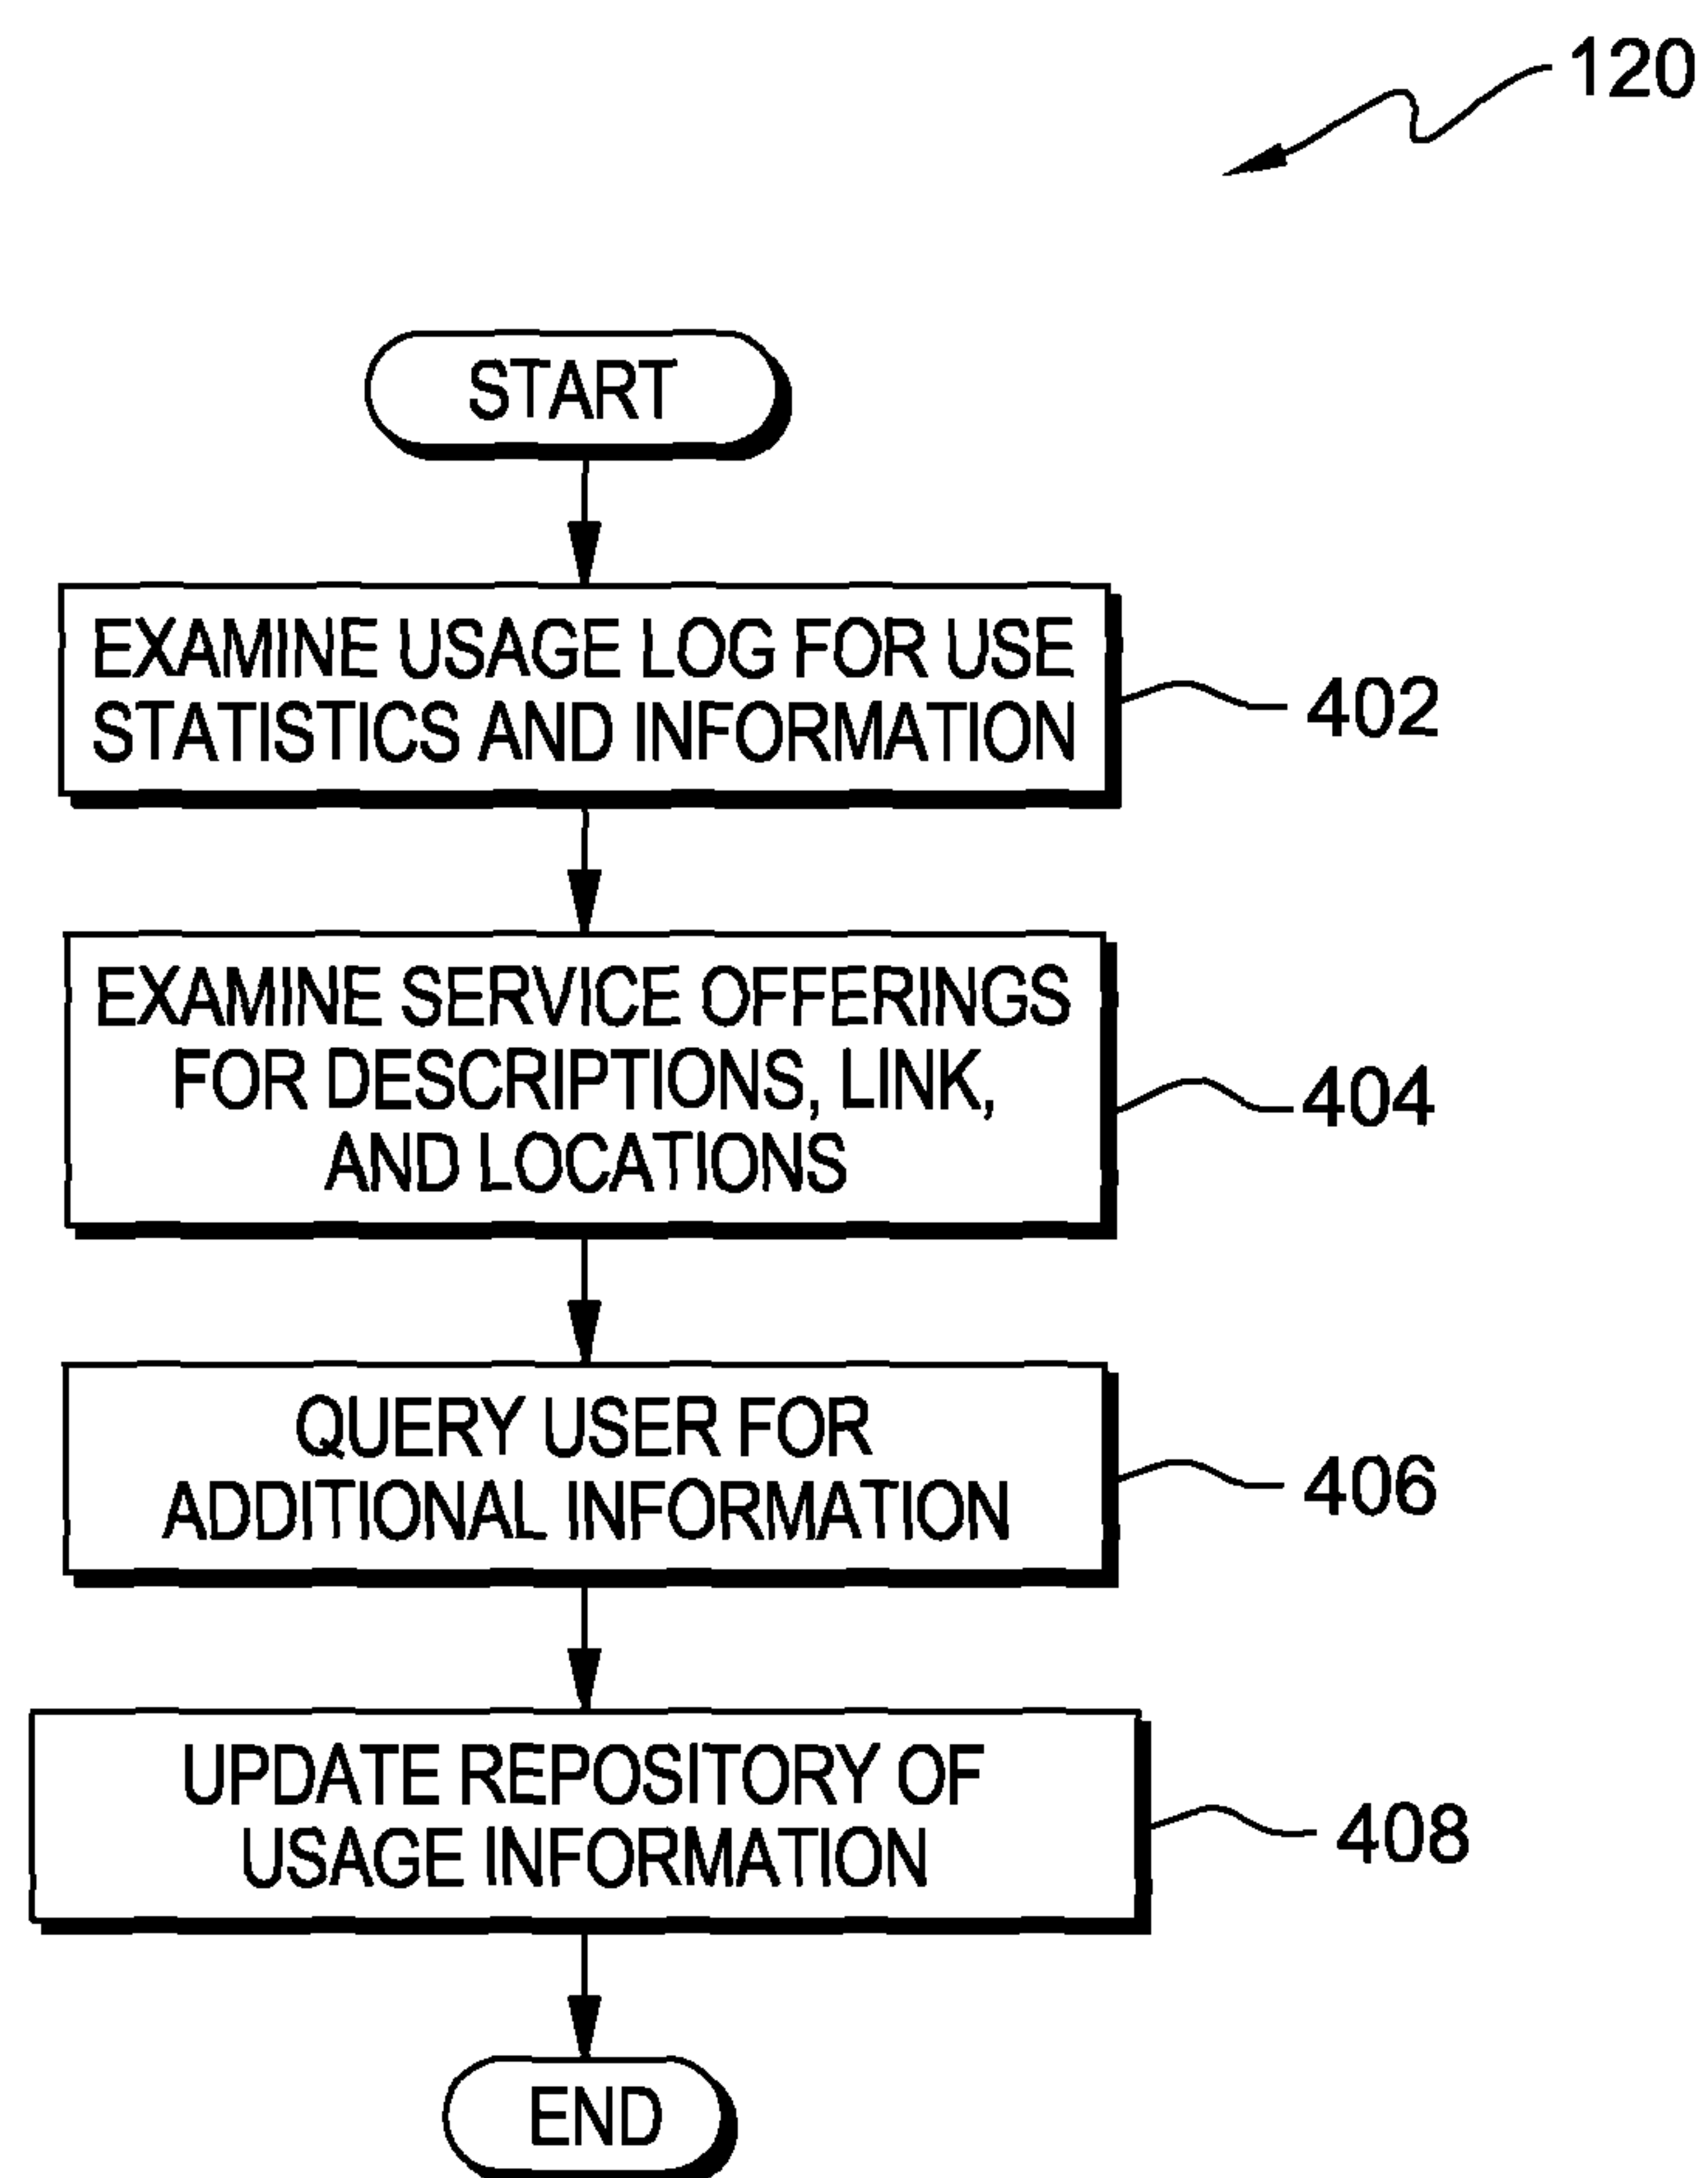 120
START
EXAMINE USAGE LOG FOR USE
STATISTICS AND INFORMATION
402
EXAMINE SERVICE OFFERINGS
FOR DESCRIPTIONS, LINK,
AND LOCATIONS
404
QUERY USER FOR
ADDITIONAL INFORMATION
406
UPDATE REPOSITORY OF
USAGE INFORMATION
408
END